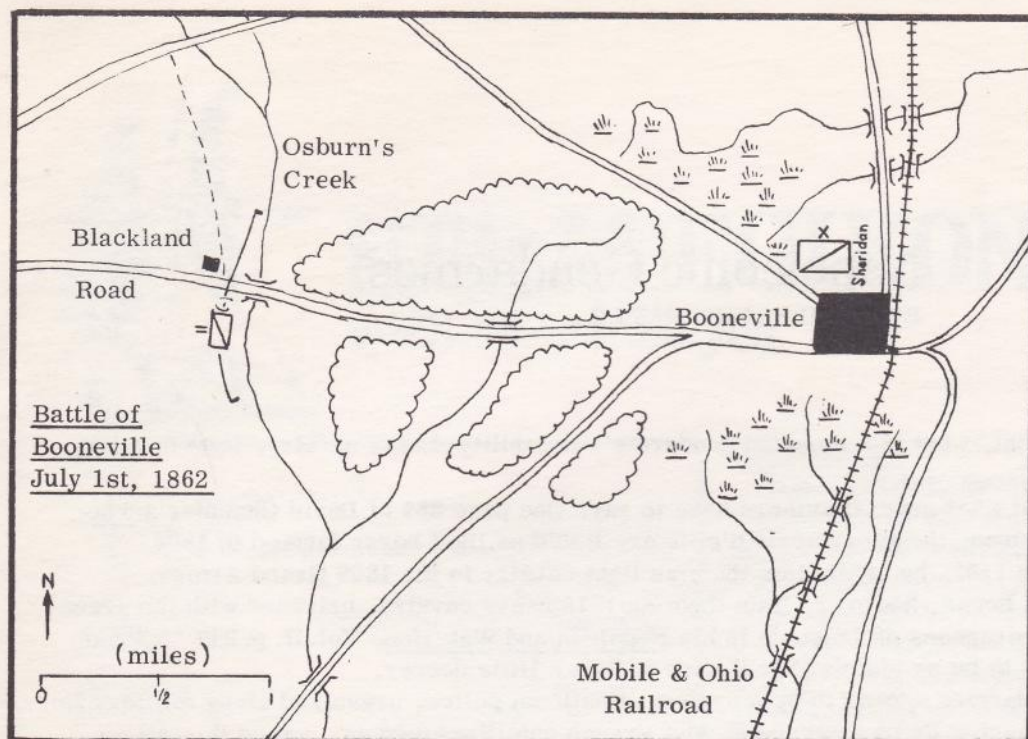 Osburn's
Creek
Blackland
Road
X
Sheridan
Booneville
=
Battle of
Booneville
July 1st, 1862
N
(miles)
0 1/2 1
Mobile & Ohio
Railroad